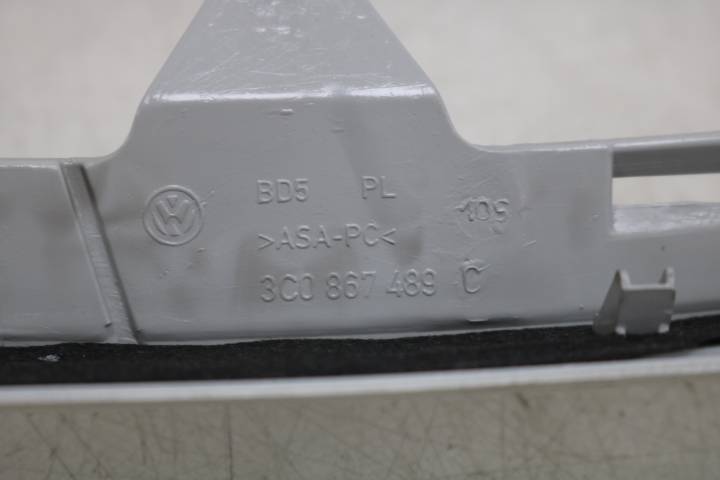 BD5 PL
>ASA-PC<
3C0 867 489 C